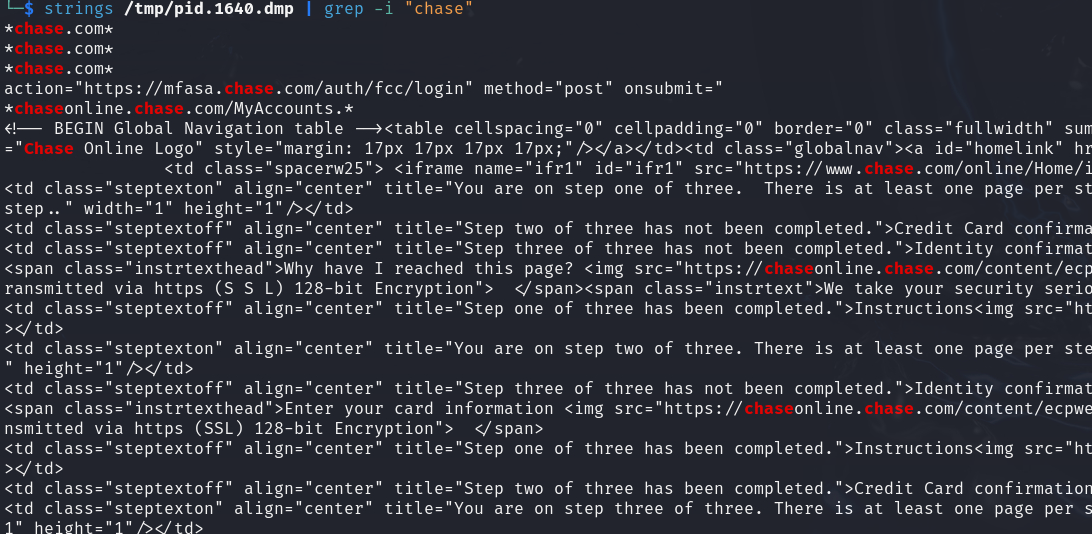 └─$ strings /tmp/pid.1640.dmp | grep -i "chase"
*chase.com*
*chase.com*
*chase.com*
action="https://mfasa.chase.com/auth/fcc/login" method="post" onsubmit="
*chaseonline.chase.com/MyAccounts.*
<!-- BEGIN Global Navigation table --><table cellspacing="0" cellpadding="0" border="0" class="fullwidth" sum
="Chase Online Logo" style="margin: 17px 17px 17px 17px;"/></a></td><td class="globalnav"><a id="homelink" hr
<td class="spacerw25"> <iframe name="ifr1" id="ifr1" src="https://www.chase.com/online/Home/i
<td class="steptexton" align="center" title="You are on step one of three.  There is at least one page per st
step.." width="1" height="1"/></td>
<td class="steptextoff" align="center" title="Step two of three has not been completed.">Credit Card confirma
<td class="steptextoff" align="center" title="Step three of three has not been completed.">Identity confirmat
<span class="instrtexthead">Why have I reached this page? <img src="https://chaseonline.chase.com/content/ecp
ransmitted via https (S S L) 128-bit Encryption">  </span><span class="instrtext">We take your security serio
<td class="steptextoff" align="center" title="Step one of three has been completed.">Instructions<img src="ht
></td>
<td class="steptexton" align="center" title="You are on step two of three. There is at least one page per ste
" height="1"/></td>
<td class="steptextoff" align="center" title="Step three of three has not been completed.">Identity confirmat
<span class="instrtexthead">Enter your card information <img src="https://chaseonline.chase.com/content/ecpwe
nsmitted via https (SSL) 128-bit Encryption">  </span>
<td class="steptextoff" align="center" title="Step one of three has been completed.">Instructions<img src="ht
></td>
<td class="steptextoff" align="center" title="Step two of three has been completed.">Credit Card confirmation
<td class="steptexton" align="center" title="You are on step three of three. There is at least one page per s
1" height="1"/></td>